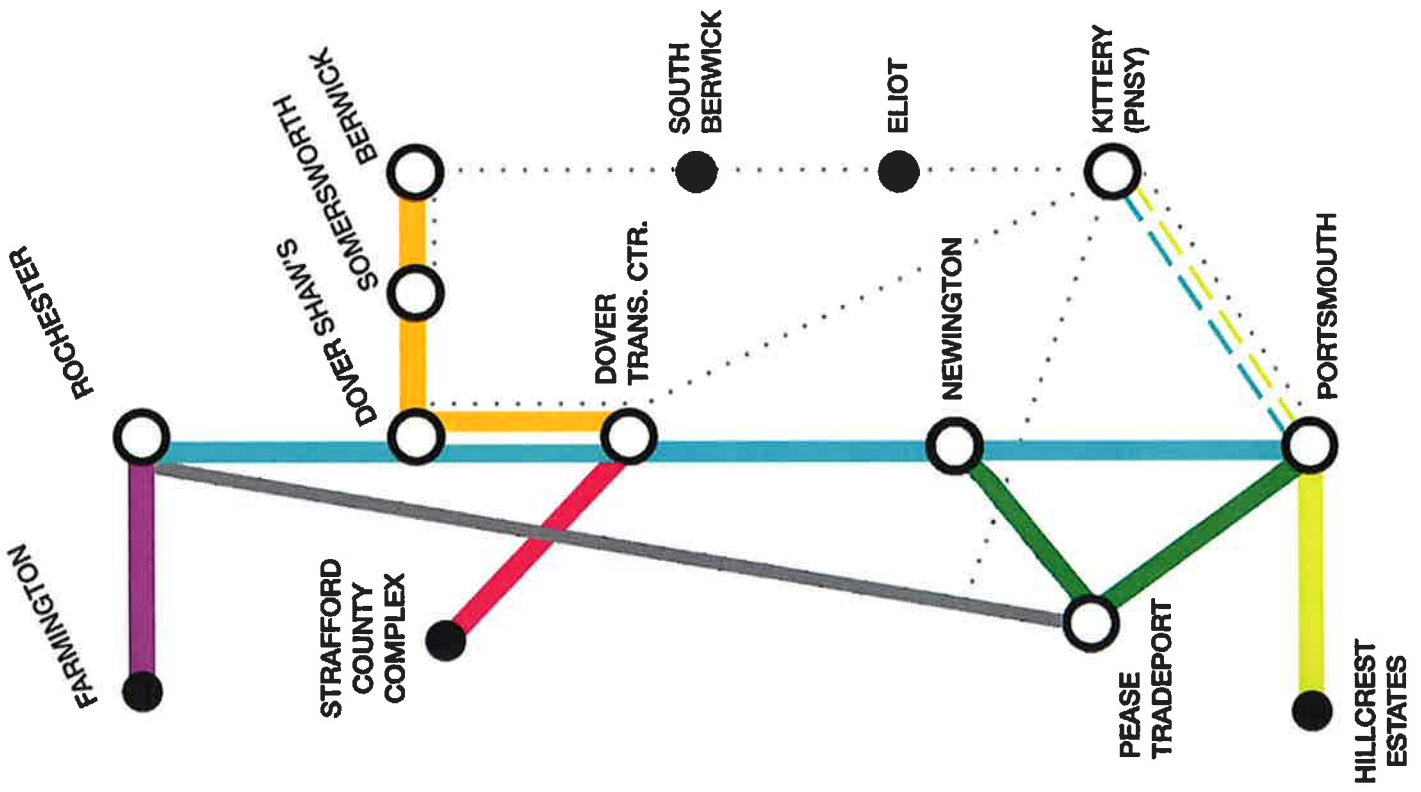 ROCHESTER
FARMINGTON
BERWICK
SOMERSWORTH
DOVER SHAW'S
STRAFFORD
COUNTY
COMPLEX
DOVER
TRANS. CTR.
SOUTH
BERWICK
ELIOT
NEWINGTON
KITTERY
(PNSY)
PEASE
TRADEPORT
PORTSMOUTH
HILLCREST
ESTATES